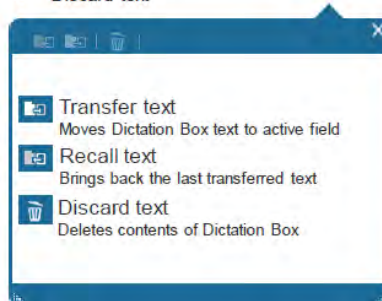 Transfer text
Moves Dictation Box text to active field
Recall text
Brings back the last transferred text
Discard text
Deletes contents of Dictation Box